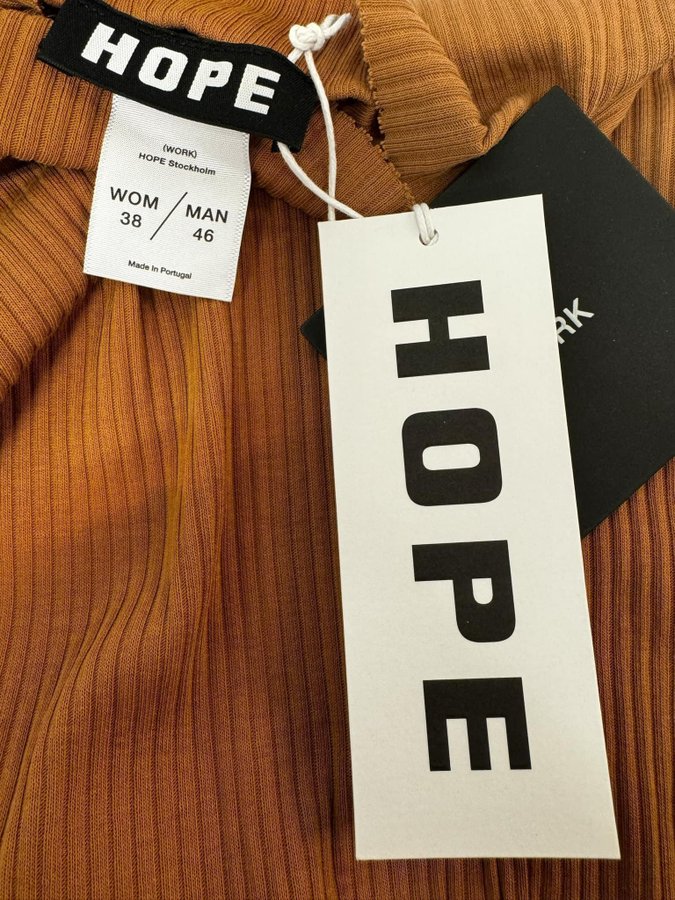 HOPE
(WORK)
HOPE Stockholm
WOM / MAN
38 46
Made In Portugal
HOPE
RK